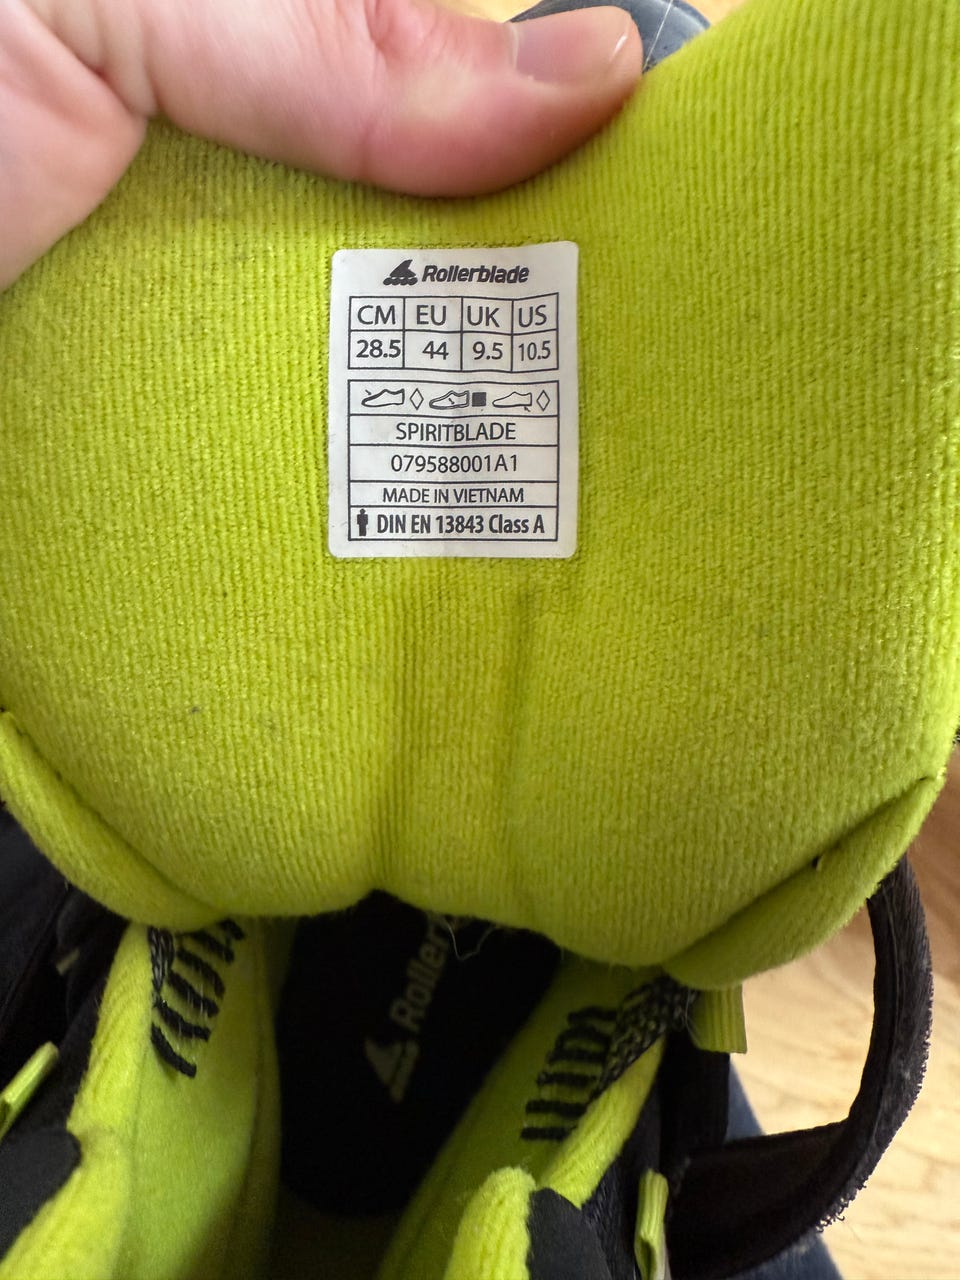 Rollerblade
CM EU UK US
28.5 44 9.5 10.5
SPIRITBLADE
079588001A1
MADE IN VIETNAM
DIN EN 13843 Class A
Roller